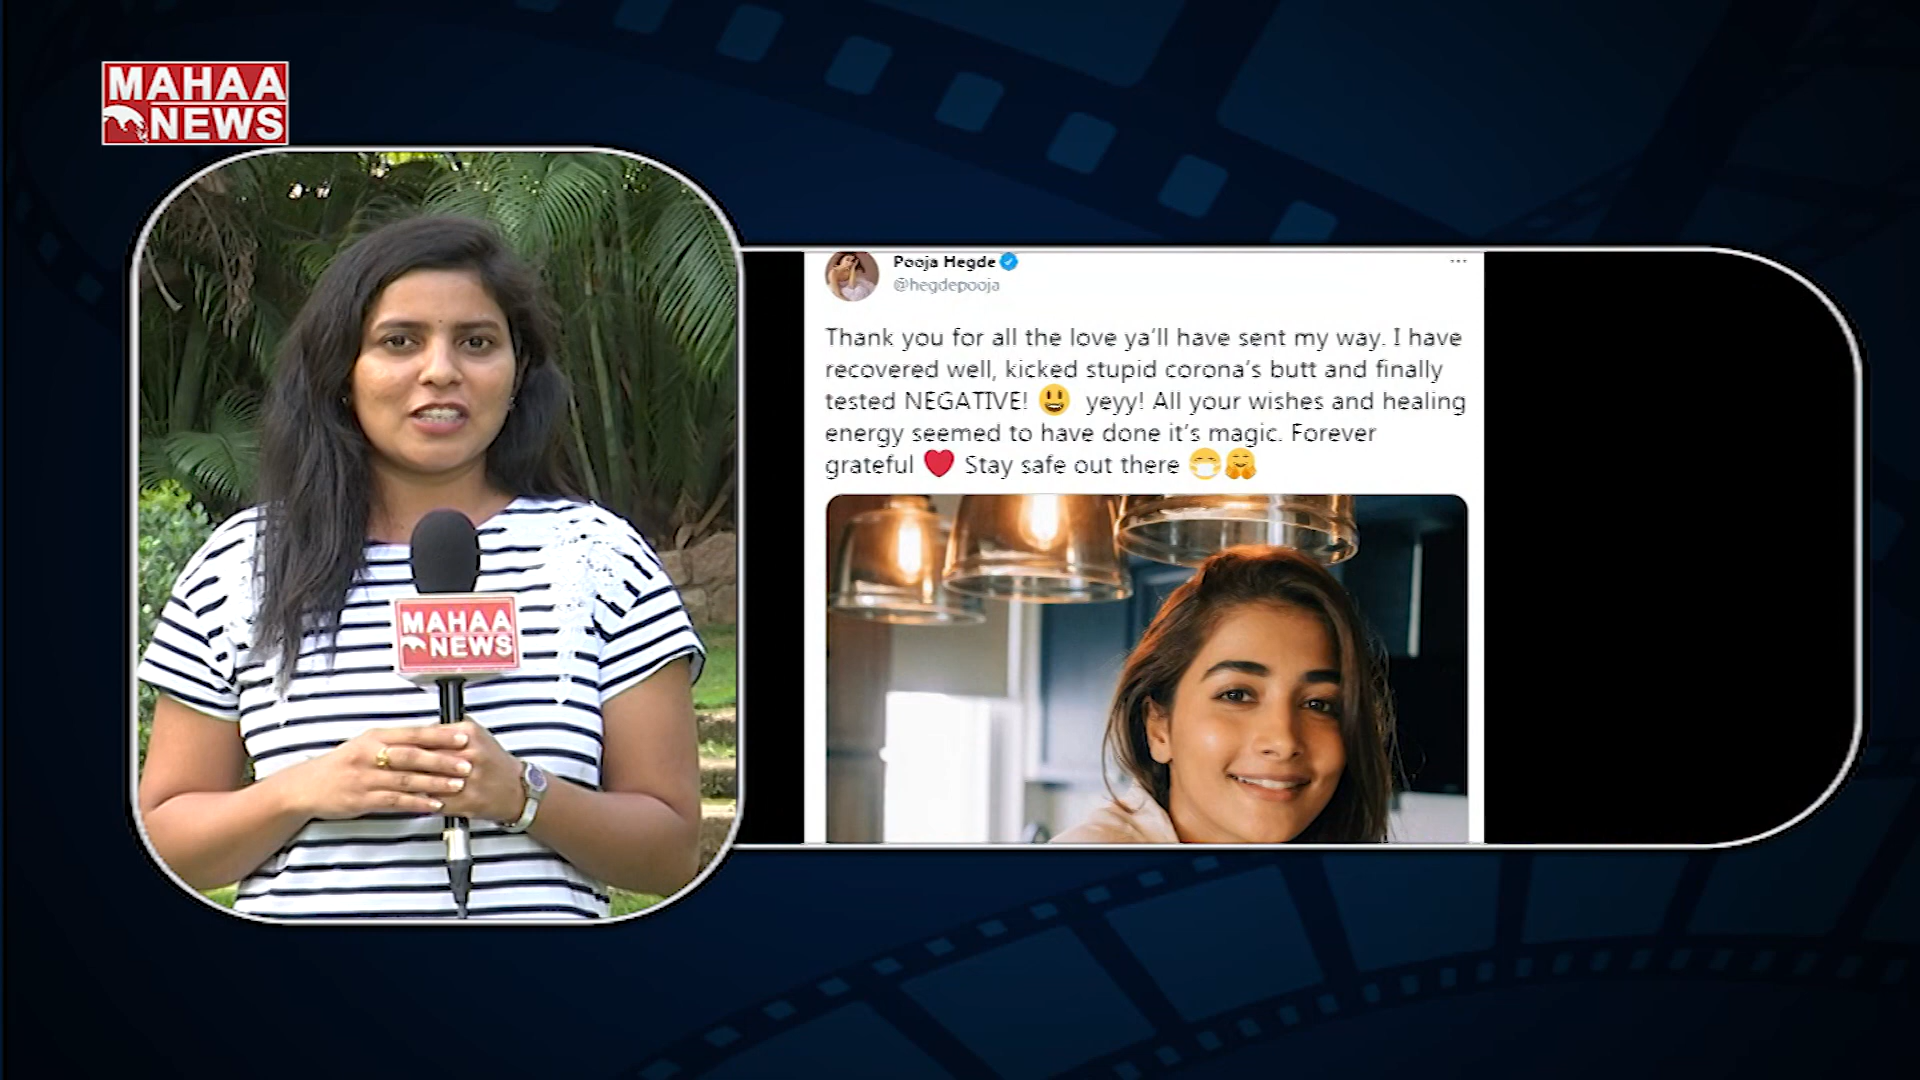 MAHAA
NEWS
MAHAA
NEWS
Pooja Hegde
@hegdepooja
Thank you for all the love ya'll have sent my way. I have
recovered well, kicked stupid corona's butt and finally
tested NEGATIVE! 😃 yeyy! All your wishes and healing
energy seemed to have done it's magic. Forever
grateful ❤️ Stay safe out there 😷🤗